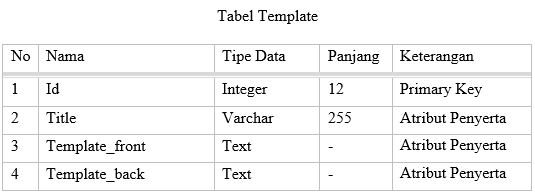 Tabel Template
No Nama Tipe Data Panjang Keterangan
1 Id Integer 12 Primary Key
2 Title Varchar 255 Atribut Penyerta
3 Template_front Text - Atribut Penyerta
4 Template_back Text - Atribut Penyerta